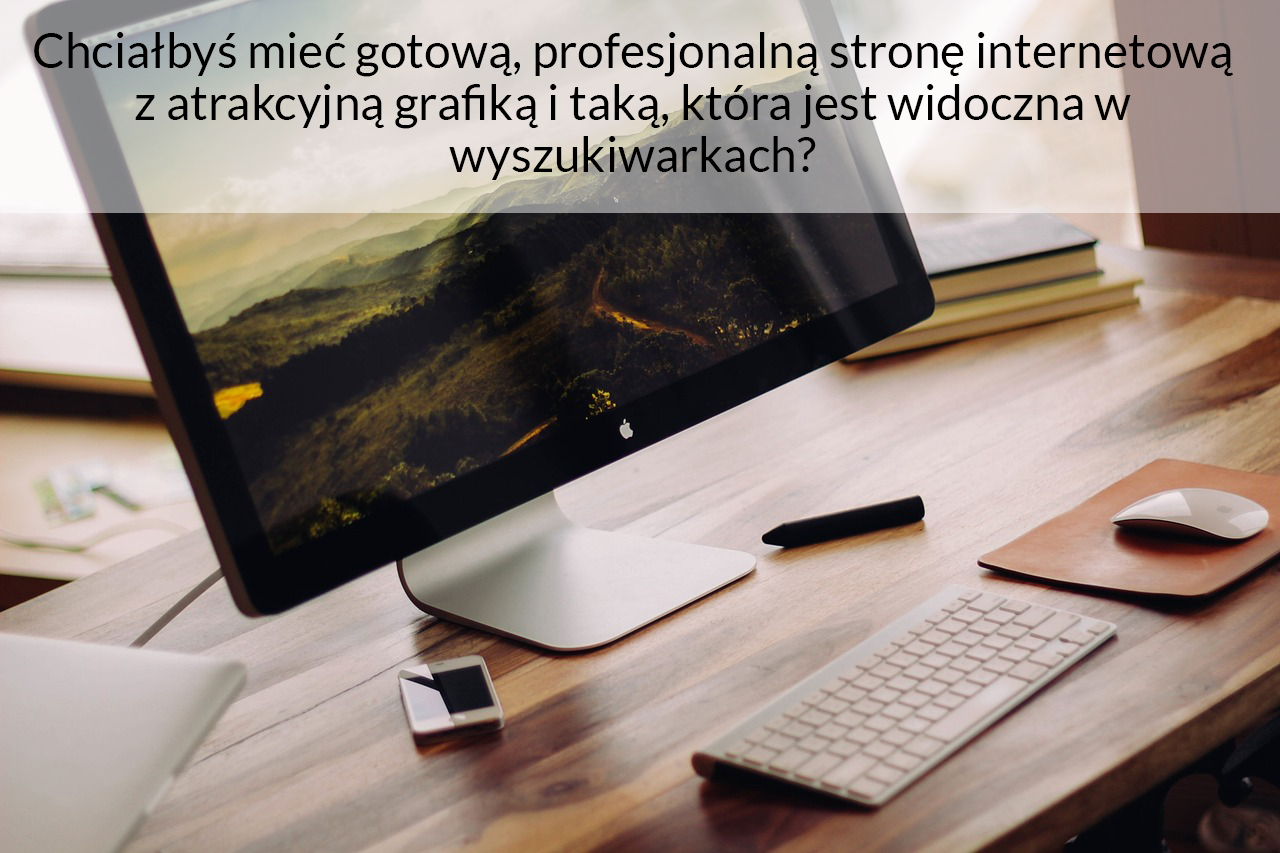 Chciałbyś mieć gotową, profesjonalną stronę internetową
z atrakcyjną grafiką i taką, która jest widoczna w
wyszukiwarkach?